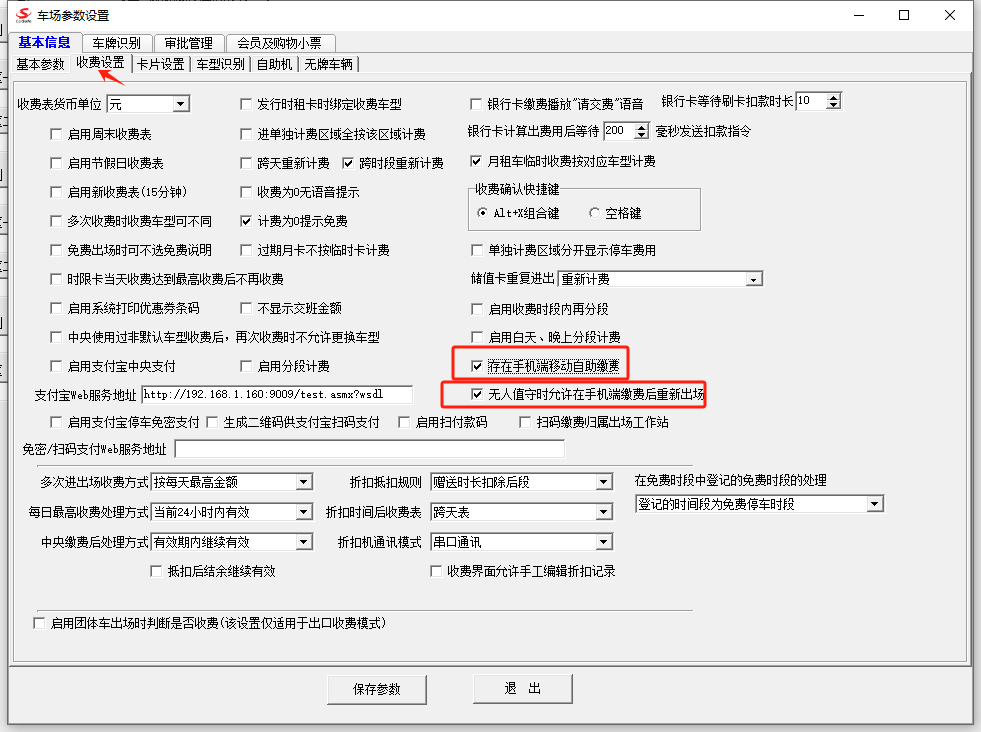 车场参数设置
基本信息 车牌识别 审批管理 会员及购物小票
基本参数 收费设置 卡片设置 车型识别 自助机 无牌车辆
收费表货币单位 元 发行时租卡时绑定收费车型 银行卡缴费播放"请交费"语音 银行卡等待刷卡扣款时长 10
启用周末收费表 进单独计费区域全按该区域计费 银行卡计算出费用后等待 200 毫秒发送扣款指令
启用节假日收费表 跨天重新计费 跨时段重新计费 月租车临时收费按对应车型计费
启用新收费表(15分钟) 收费为0无语音提示 收费确认快捷键
多次收费时收费车型可不同 计费为0提示免费 Alt+X组合键 空格键
免费出场时可不选免费说明 过期月卡不按临时卡计费 单独计费区域分开显示停车费用
时限卡当天收费达到最高收费后不再收费 储值卡重复进出 重新计费
启用系统打印优惠券条码 不显示交班金额 启用收费时段内再分段
中央使用过非默认车型收费后，再次收费时不允许更换车型 启用白天、晚上分段计费
启用支付宝中央支付 启用分段计费 存在手机端移动自助缴费
支付宝Web服务地址 http://192.168.1.160:9009/test.asmx?wsdl 无人值守时允许在手机端缴费后重新出场
启用支付宝停车免密支付 生成二维码供支付宝扫码支付 启用扫付款码 扫码缴费归属出场工作站
免密/扫码支付Web服务地址
多次进出场收费方式 按每天最高金额 折扣抵扣规则 赠送时长扣除后段 在免费时段中登记的免费时段的处理
每日最高收费处理方式 当前24小时内有效 折扣时间后收费表 跨天表 登记的时间段为免费停车时段
中央缴费后处理方式 有效期内继续有效 折扣机通讯模式 串口通讯
抵扣后结余继续有效 收费界面允许手工编辑折扣记录
启用团体车出场时判断是否收费(该设置仅适用于出口收费模式)
保存参数 退 出